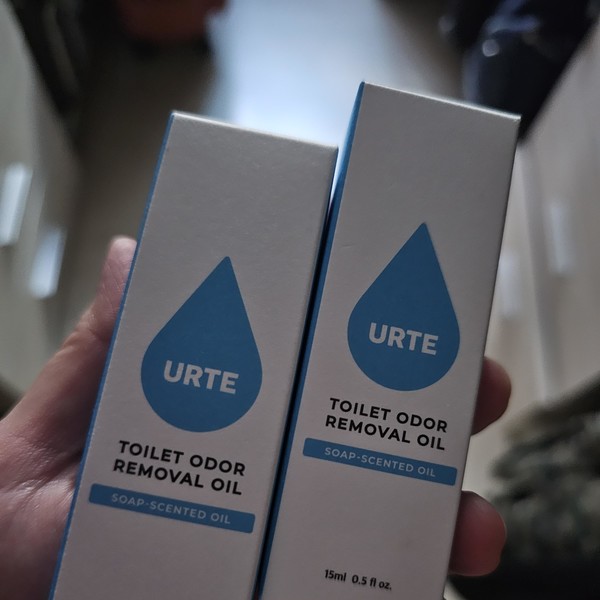 URTE
TOILET ODOR
REMOVAL OIL
SOAP-SCENTED OIL
URTE
TOILET ODOR
REMOVAL OIL
SOAP-SCENTED OIL
15ml 0.5 fl oz.